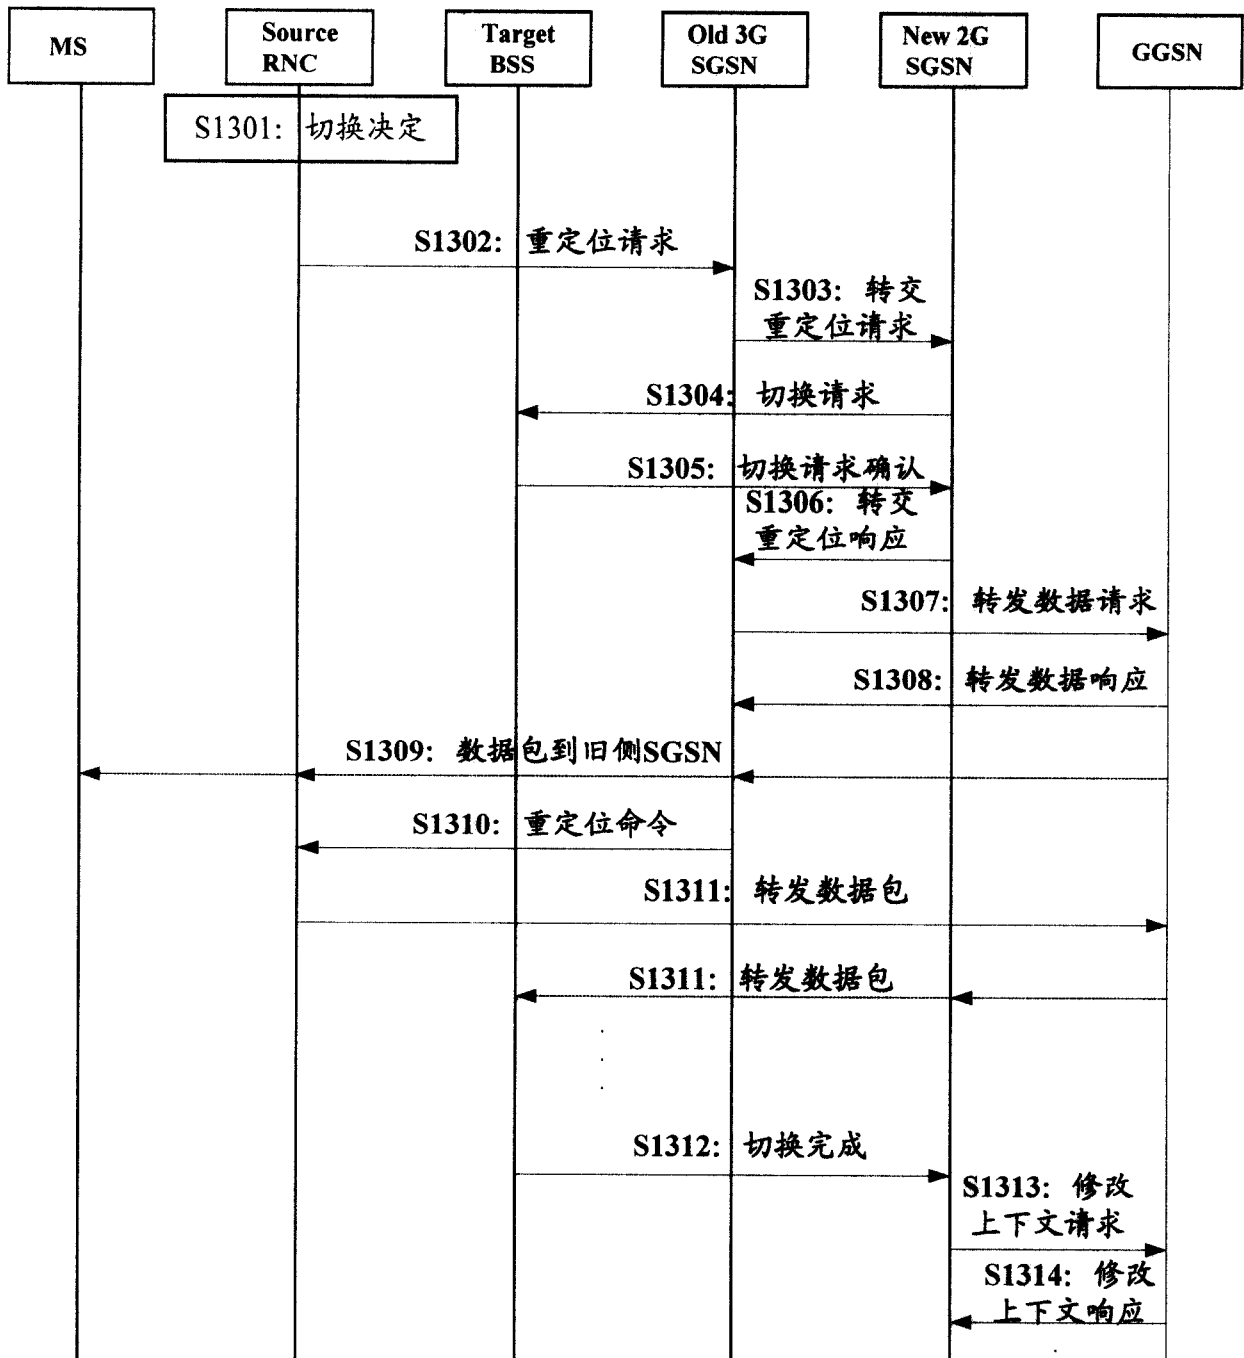 MS
Source
RNC
Target
BSS
Old 3G
SGSN
New 2G
SGSN
GGSN
S1301: 切换决定
S1302: 重定位请求
S1303: 转交
重定位请求
S1304: 切换请求
S1305: 切换请求确认
S1306: 转交
重定位响应
S1307: 转发数据请求
S1308: 转发数据响应
S1309: 数据包到旧侧SGSN
S1310: 重定位命令
S1311: 转发数据包
S1311: 转发数据包
S1312: 切换完成
S1313: 修改
上下文请求
S1314: 修改
上下文响应